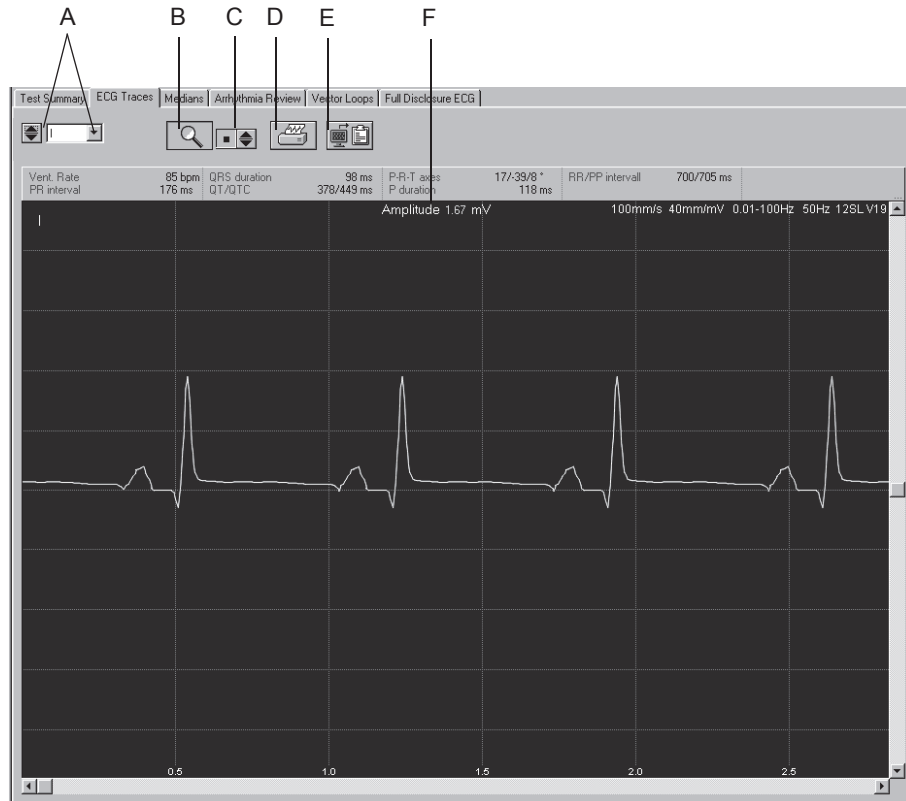 A B C D E F
Test Summary ECG Traces Medians Arrhythmia Review Vector Loops Full Disclosure ECG
I
Vent. Rate 85 bpm QRS duration 98 ms P-R-T axes 17/-39/8 ° RR/PP intervall 700/705 ms
PR interval 176 ms QT/QTC 378/449 ms P duration 118 ms
Amplitude 1.67 mV 100mm/s 40mm/mV 0.01-100Hz 50Hz 12SL V19
I
0.5 1.0 1.5 2.0 2.5